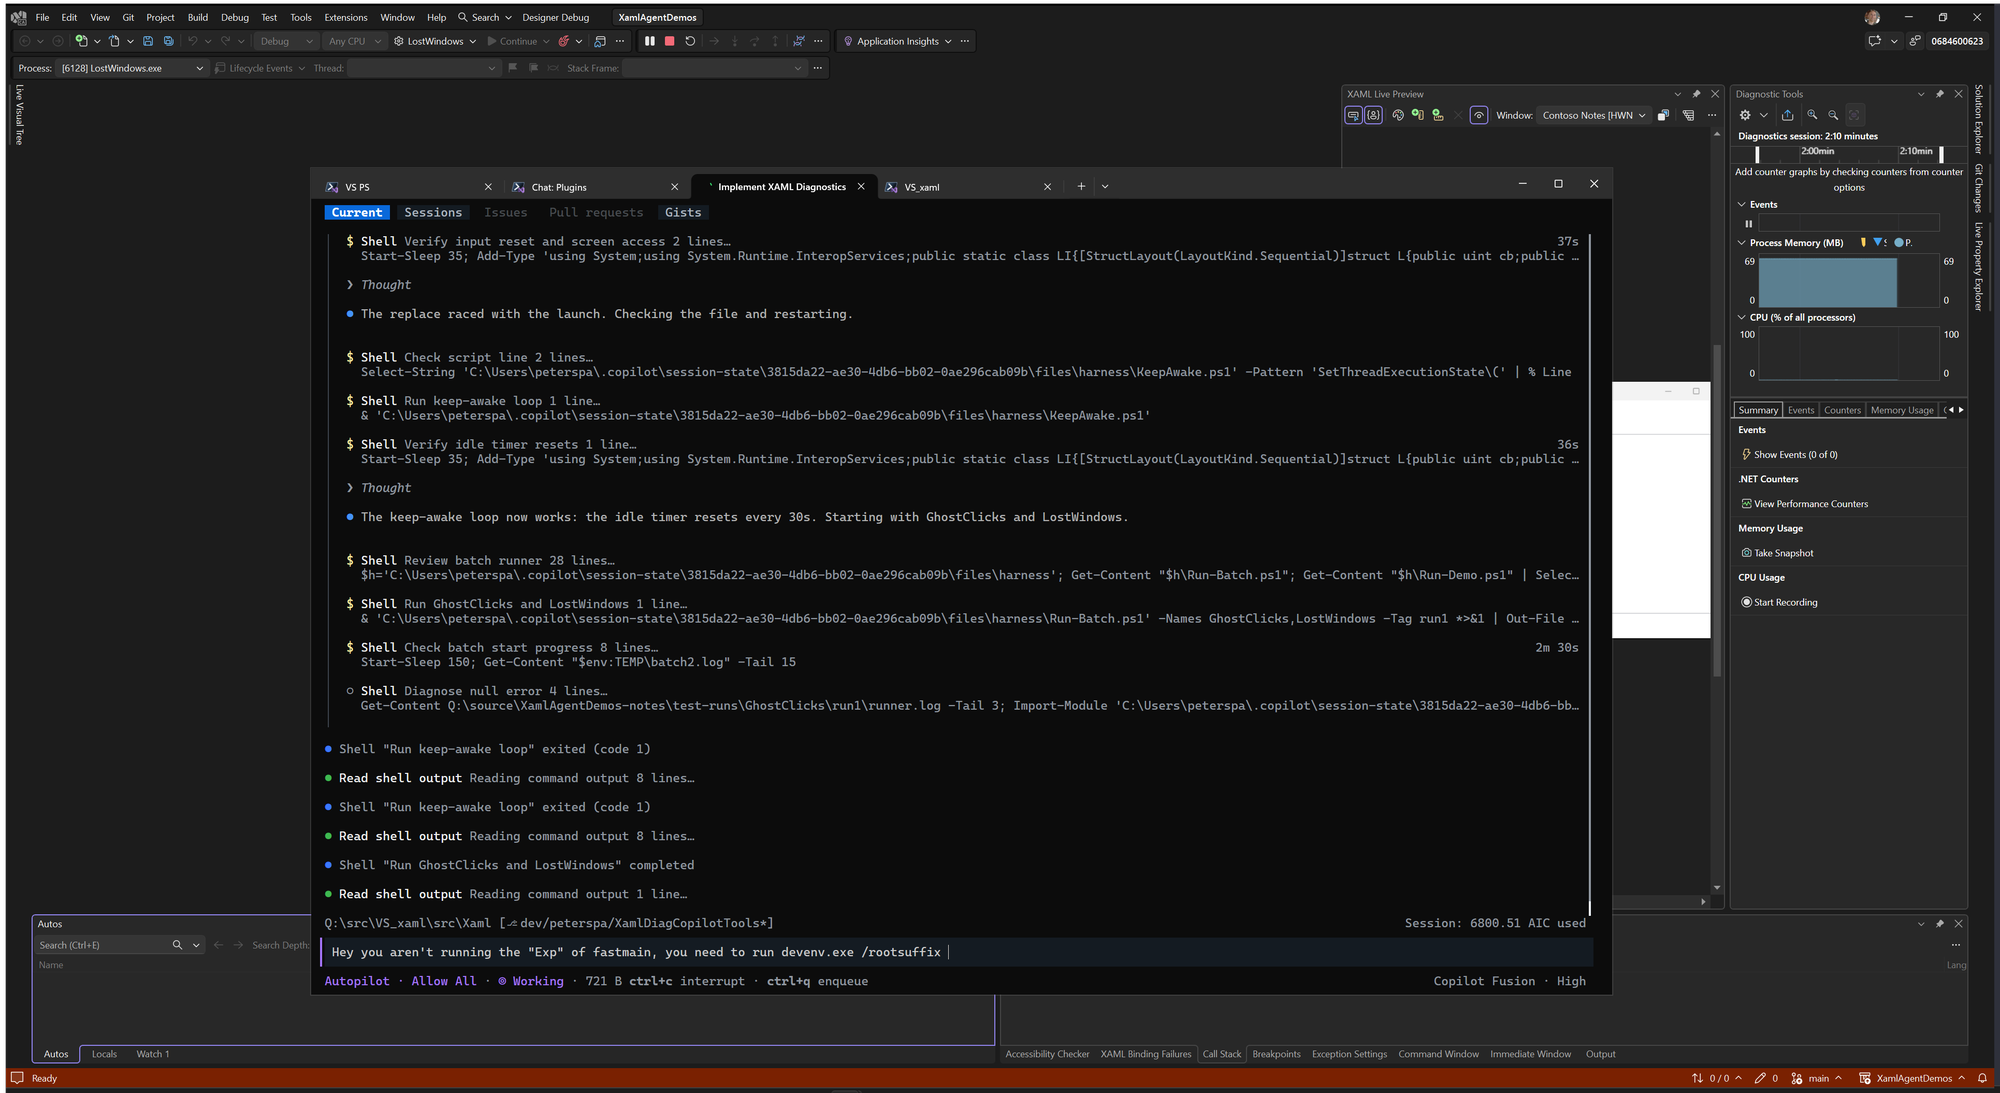 File Edit View Git Project Build Debug Test Tools Extensions Window Help Search Designer Debug XamlAgentDemos
Debug Any CPU LostWindows Continue Application Insights 0684600623
Process: [6128] LostWindows.exe Lifecycle Events Thread: Stack Frame:
Live Visual Tree
XAML Live Preview
Window: Contoso Notes [HWN
Diagnostic Tools
Diagnostics session: 2:10 minutes
2:00min 2:10min
Add counter graphs by checking counters from counter
options
Events
Process Memory (MB) P.
69 69
0 0
CPU (% of all processors)
100 100
0 0
Summary Events Counters Memory Usage
Events
Show Events (0 of 0)
.NET Counters
View Performance Counters
Memory Usage
Take Snapshot
CPU Usage
Start Recording
Solution Explorer
Git Changes
Live Property Explorer
VS PS Chat: Plugins Implement XAML Diagnostics VS_xaml
Current Sessions Issues Pull requests Gists
$ Shell Verify input reset and screen access 2 lines… 37s
Start-Sleep 35; Add-Type 'using System;using System.Runtime.InteropServices;public static class LI{[StructLayout(LayoutKind.Sequential)]struct L{public uint cb;public …
❯ Thought
● The replace raced with the launch. Checking the file and restarting.
$ Shell Check script line 2 lines…
Select-String 'C:\Users\peterspa\.copilot\session-state\3815da22-ae30-4db6-bb02-0ae296cab09b\files\harness\KeepAwake.ps1' -Pattern 'SetThreadExecutionState\(' | % Line
$ Shell Run keep-awake loop 1 line…
& 'C:\Users\peterspa\.copilot\session-state\3815da22-ae30-4db6-bb02-0ae296cab09b\files\harness\KeepAwake.ps1'
$ Shell Verify idle timer resets 1 line… 36s
Start-Sleep 35; Add-Type 'using System;using System.Runtime.InteropServices;public static class LI{[StructLayout(LayoutKind.Sequential)]struct L{public uint cb;public …
❯ Thought
● The keep-awake loop now works: the idle timer resets every 30s. Starting with GhostClicks and LostWindows.
$ Shell Review batch runner 28 lines…
$h='C:\Users\peterspa\.copilot\session-state\3815da22-ae30-4db6-bb02-0ae296cab09b\files\harness'; Get-Content "$h\Run-Batch.ps1"; Get-Content "$h\Run-Demo.ps1" | Selec…
$ Shell Run GhostClicks and LostWindows 1 line…
& 'C:\Users\peterspa\.copilot\session-state\3815da22-ae30-4db6-bb02-0ae296cab09b\files\harness\Run-Batch.ps1' -Names GhostClicks,LostWindows -Tag run1 *>&1 | Out-File …
$ Shell Check batch start progress 8 lines… 2m 30s
Start-Sleep 150; Get-Content "$env:TEMP\batch2.log" -Tail 15
○ Shell Diagnose null error 4 lines…
Get-Content Q:\source\XamlAgentDemos-notes\test-runs\GhostClicks\run1\runner.log -Tail 3; Import-Module 'C:\Users\peterspa\.copilot\session-state\3815da22-ae30-4db6-bb…
● Shell "Run keep-awake loop" exited (code 1)
● Read shell output Reading command output 8 lines…
● Shell "Run keep-awake loop" exited (code 1)
● Read shell output Reading command output 8 lines…
● Shell "Run GhostClicks and LostWindows" completed
● Read shell output Reading command output 1 line…
Q:\src\VS_xaml\src\Xaml [dev/peterspa/XamlDiagCopilotTools*] Session: 6800.51 AIC used
Hey you aren't running the "Exp" of fastmain, you need to run devenv.exe /rootsuffix
Autopilot · Allow All · ◎ Working · 721 B ctrl+c interrupt · ctrl+q enqueue Copilot Fusion · High
Autos
Search (Ctrl+E) Search Depth:
Name
Lang
Autos Locals Watch 1
Accessibility Checker XAML Binding Failures Call Stack Breakpoints Exception Settings Command Window Immediate Window Output
Ready 0 / 0 0 main XamlAgentDemos